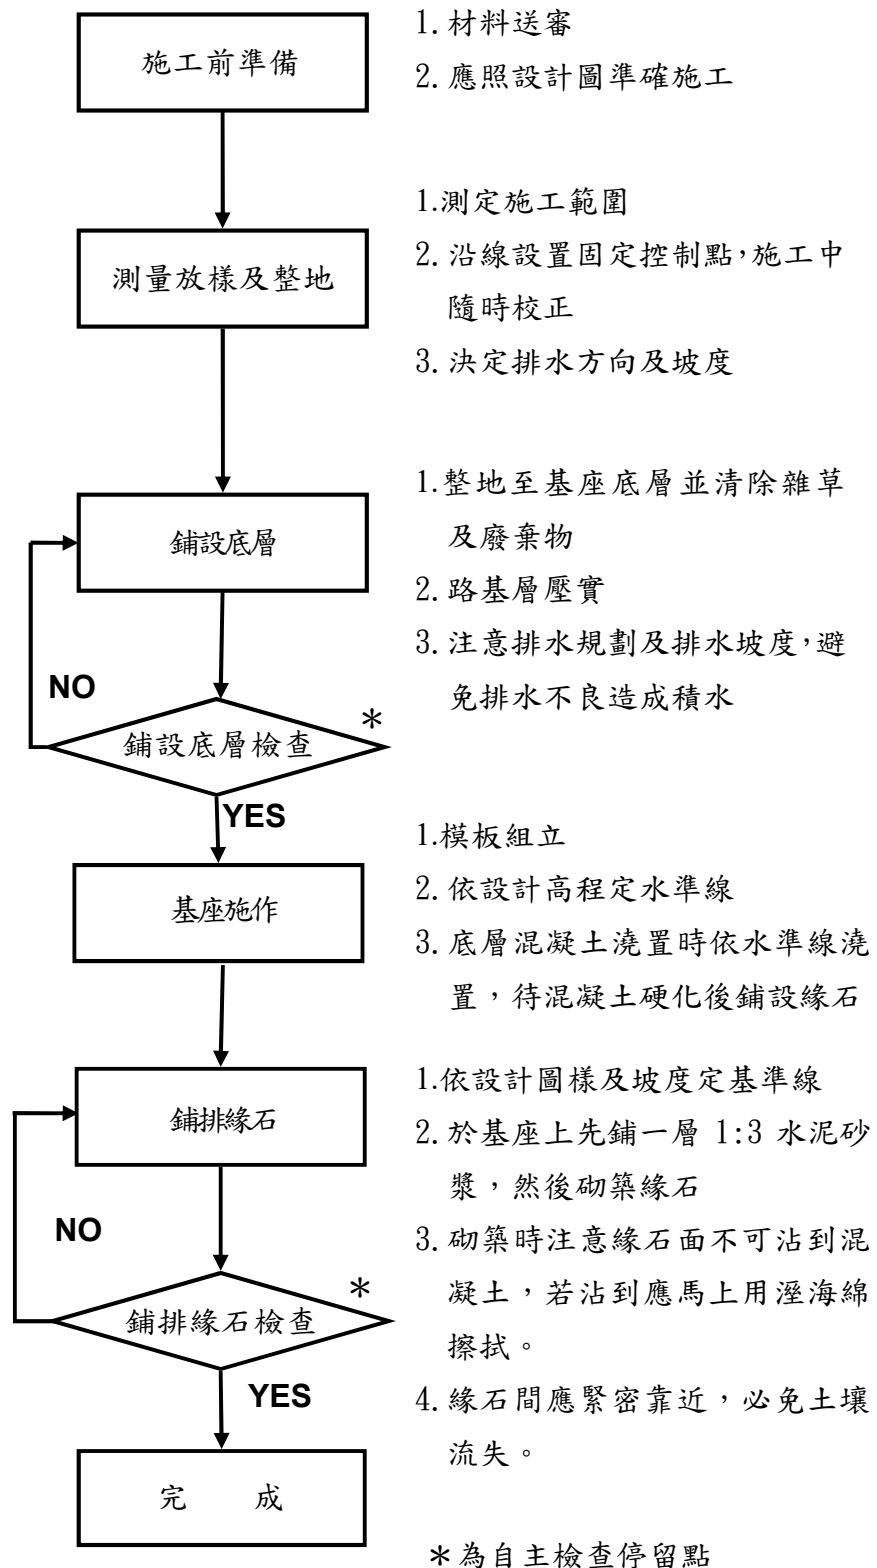 施工前準備
1. 材料送審
2. 應照設計圖準確施工
測量放樣及整地
1.測定施工範圍
2. 沿線設置固定控制點，施工中
隨時校正
3. 決定排水方向及坡度
鋪設底層
1.整地至基座底層並清除雜草
及廢棄物
2. 路基層壓實
3. 注意排水規劃及排水坡度，避
免排水不良造成積水
NO
鋪設底層檢查
*
YES
基座施作
1.模板組立
2. 依設計高程定水準線
3. 底層混凝土澆置時依水準線澆
置，待混凝土硬化後鋪設緣石
鋪排緣石
1.依設計圖樣及坡度定基準線
2. 於基座上先鋪一層 1:3 水泥砂
漿，然後砌築緣石
3. 砌築時注意緣石面不可沾到混
凝土，若沾到應馬上用溼海綿
擦拭。
4. 緣石間應緊密靠近，必免土壤
流失。
NO
鋪排緣石檢查
*
YES
完 成
*為自主檢查停留點